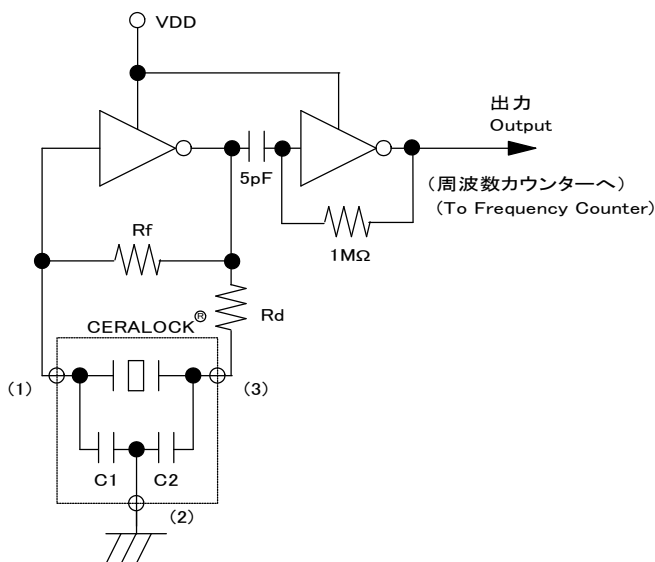 VDD
出力
Output
5pF
(周波数カウンターへ)
(To Frequency Counter)
Rf
1MΩ
Rd
CERALOCK®
(1)
(3)
C1
C2
(2)